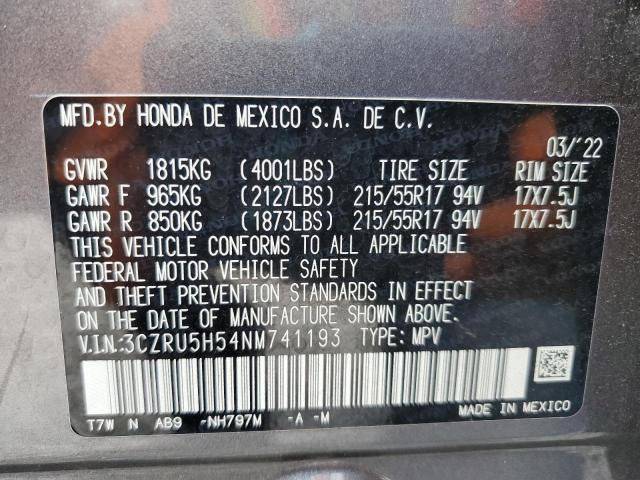 MFD.BY HONDA DE MEXICO S.A. DE C.V.
03/'22
GVWR 1815KG (4001LBS) TIRE SIZE RIM SIZE
GAWR F 965KG (2127LBS) 215/55R17 94V 17X7.5J
GAWR R 850KG (1873LBS) 215/55R17 94V 17X7.5J
THIS VEHICLE CONFORMS TO ALL APPLICABLE
FEDERAL MOTOR VEHICLE SAFETY
AND THEFT PREVENTION STANDARDS IN EFFECT
ON THE DATE OF MANUFACTURE SHOWN ABOVE.
V.I.N.:3CZRU5H54NM741193 TYPE: MPV
T7W N AB9 -NH797M -A -M
MADE IN MEXICO